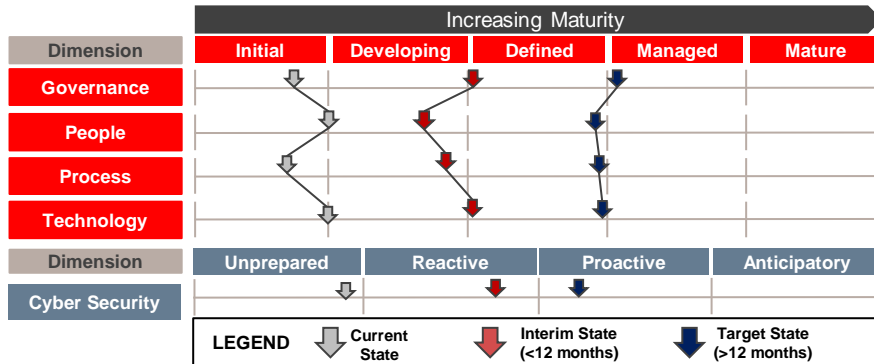 Increasing Maturity
Dimension Initial Developing Defined Managed Mature
Governance
People
Process
Technology
Dimension Unprepared Reactive Proactive Anticipatory
Cyber Security
LEGEND Current State Interim State (<12 months) Target State (>12 months)